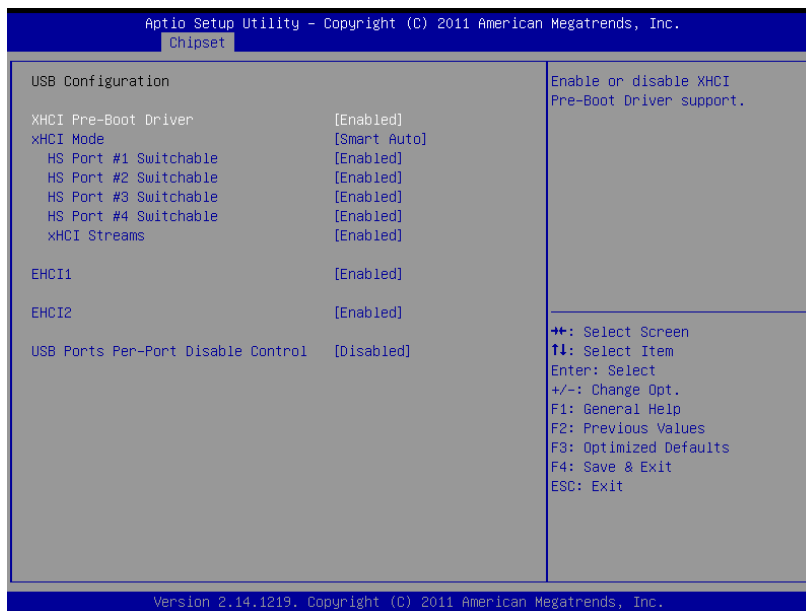 Aptio Setup Utility – Copyright (C) 2011 American Megatrends, Inc.
Chipset
USB Configuration
XHCI Pre-Boot Driver [Enabled]
xHCI Mode [Smart Auto]
HS Port #1 Switchable [Enabled]
HS Port #2 Switchable [Enabled]
HS Port #3 Switchable [Enabled]
HS Port #4 Switchable [Enabled]
xHCI Streams [Enabled]
EHCI1 [Enabled]
EHCI2 [Enabled]
USB Ports Per-Port Disable Control [Disabled]
Enable or disable XHCI
Pre-Boot Driver support.
→←: Select Screen
↑↓: Select Item
Enter: Select
+/-: Change Opt.
F1: General Help
F2: Previous Values
F3: Optimized Defaults
F4: Save & Exit
ESC: Exit
Version 2.14.1219. Copyright (C) 2011 American Megatrends, Inc.